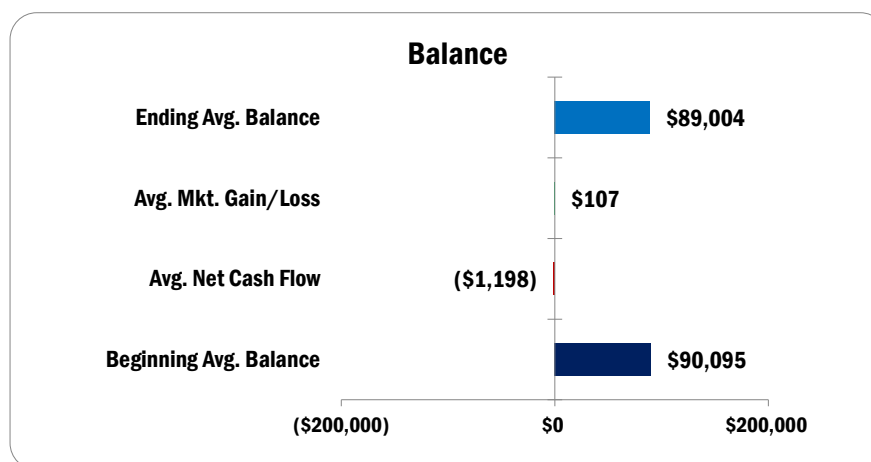 Balance
Ending Avg. Balance $89,004
Avg. Mkt. Gain/Loss $107
Avg. Net Cash Flow ($1,198)
Beginning Avg. Balance $90,095
($200,000) $0 $200,000